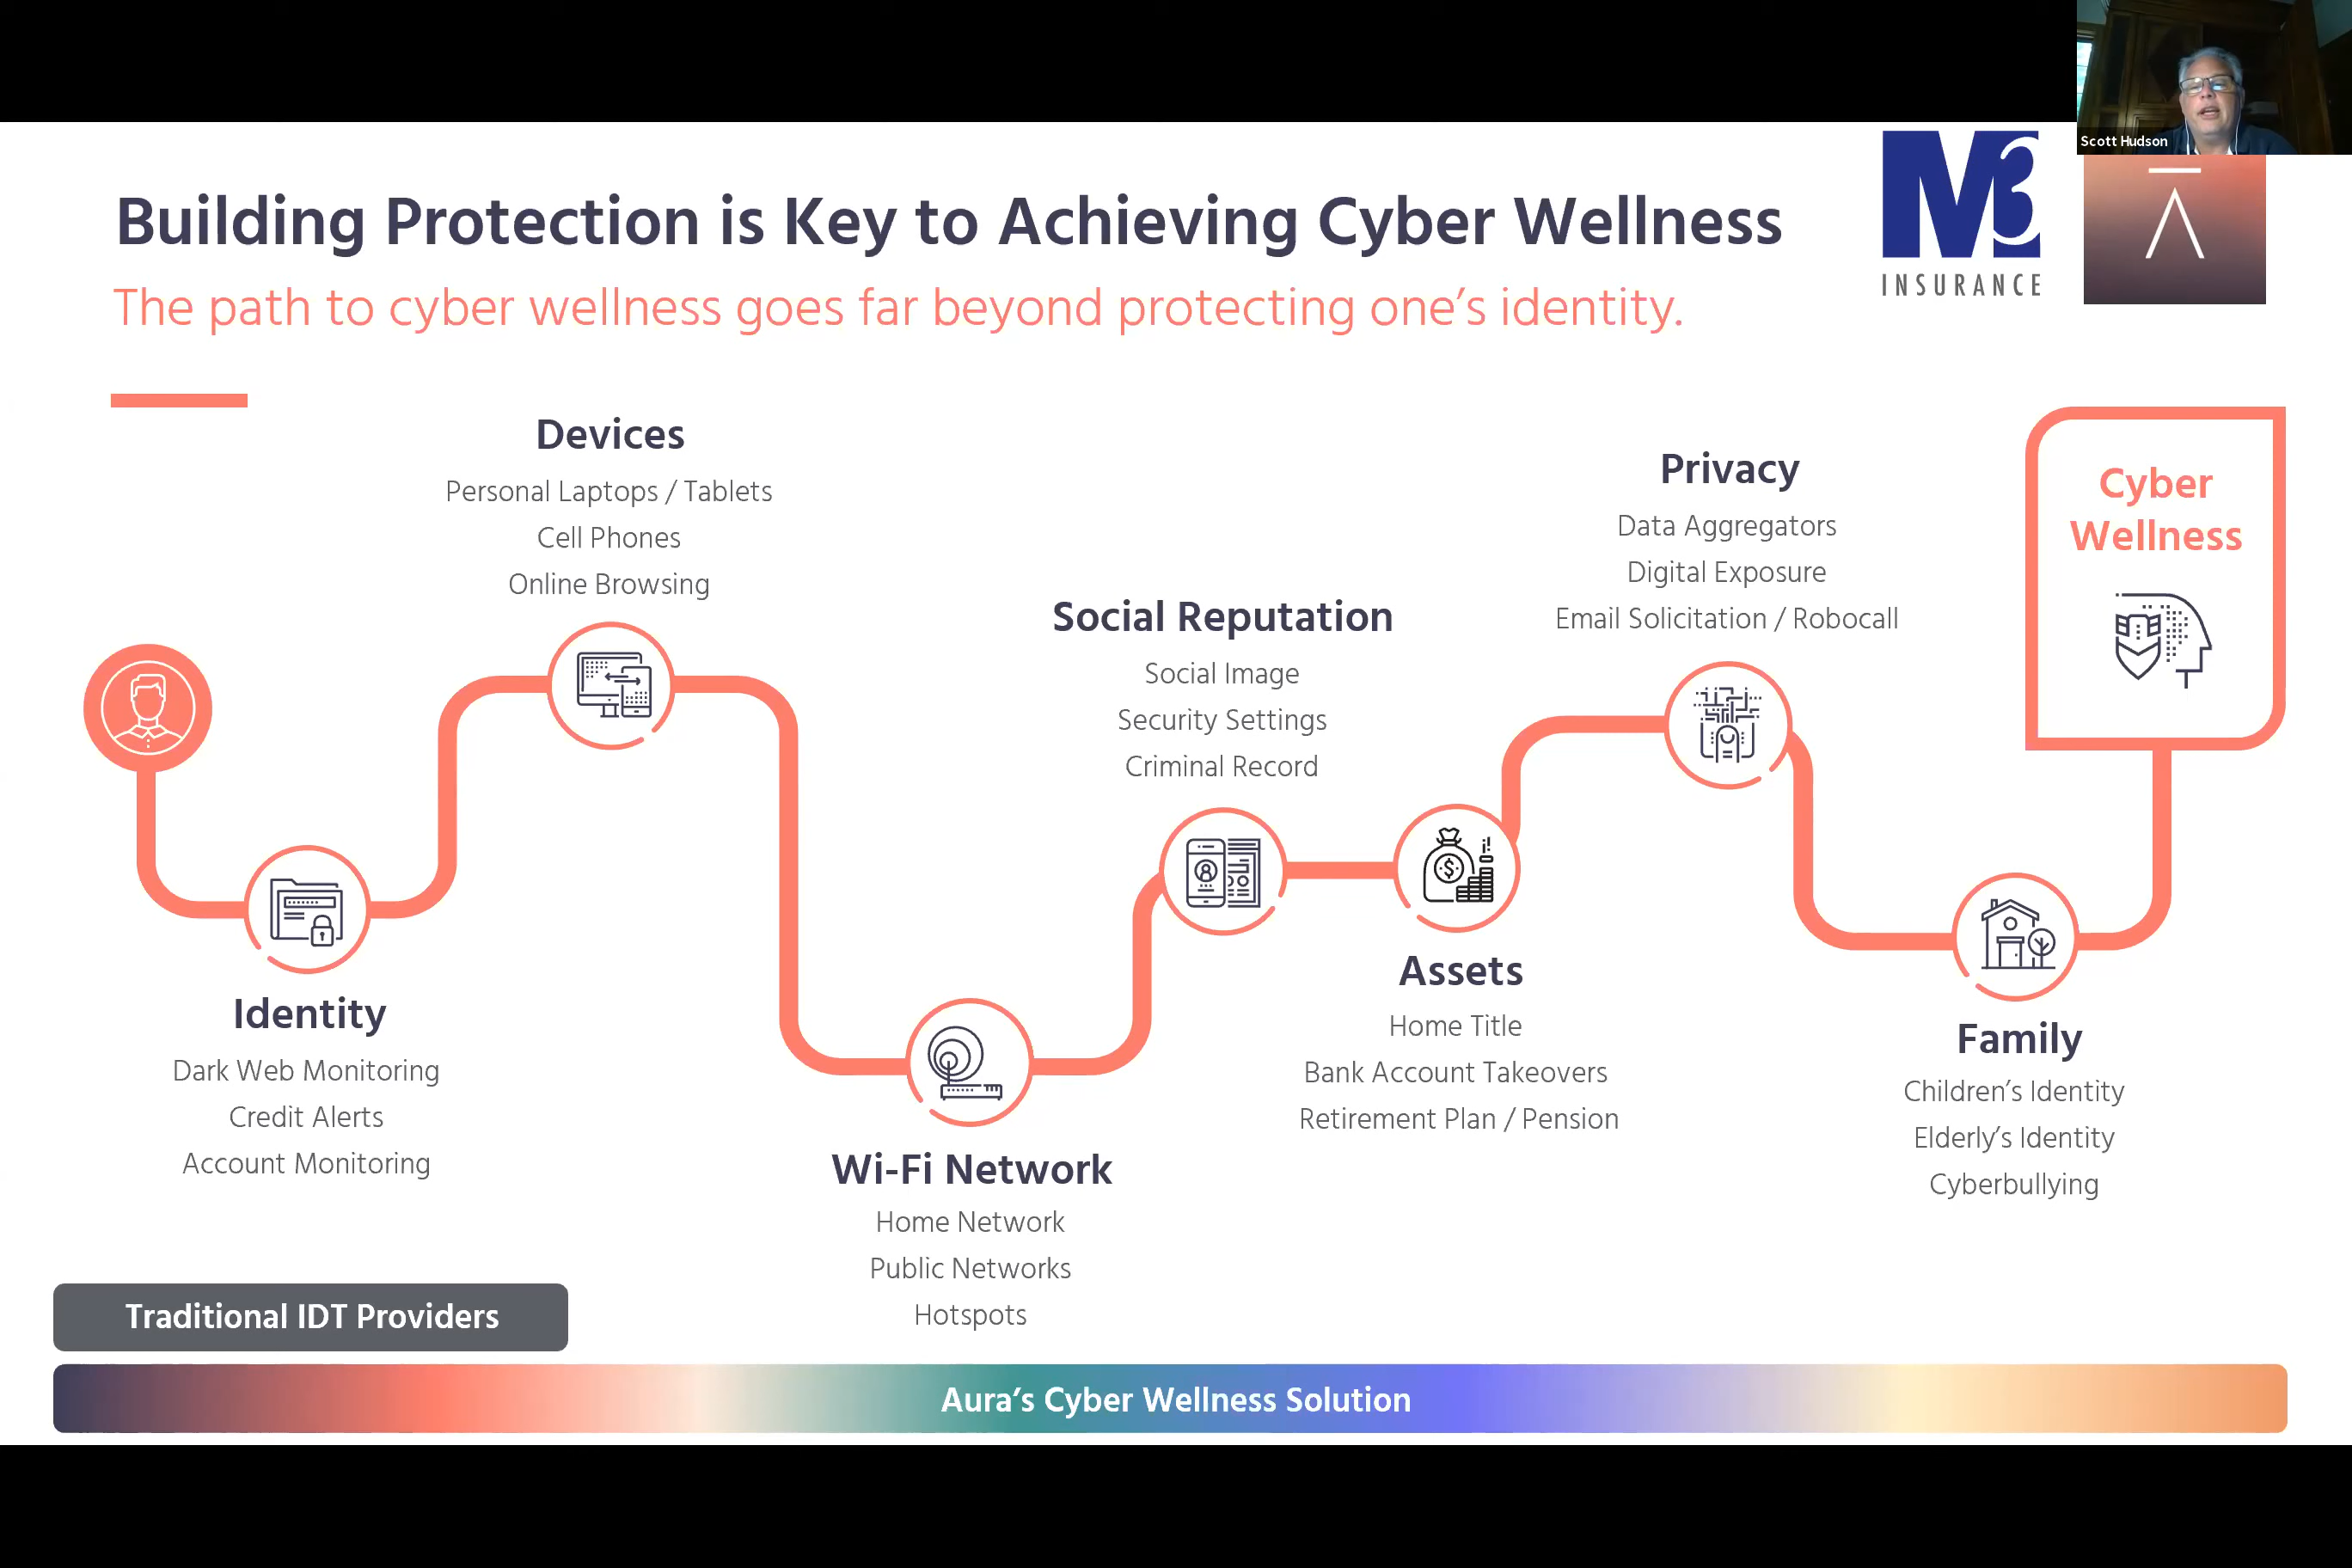 Scott Hudson
M3
INSURANCE
Building Protection is Key to Achieving Cyber Wellness
The path to cyber wellness goes far beyond protecting one’s identity.
Identity
Dark Web Monitoring
Credit Alerts
Account Monitoring
Devices
Personal Laptops / Tablets
Cell Phones
Online Browsing
Wi-Fi Network
Home Network
Public Networks
Hotspots
Social Reputation
Social Image
Security Settings
Criminal Record
Assets
Home Title
Bank Account Takeovers
Retirement Plan / Pension
Privacy
Data Aggregators
Digital Exposure
Email Solicitation / Robocall
Family
Children’s Identity
Elderly’s Identity
Cyberbullying
Cyber
Wellness
Traditional IDT Providers
Aura’s Cyber Wellness Solution